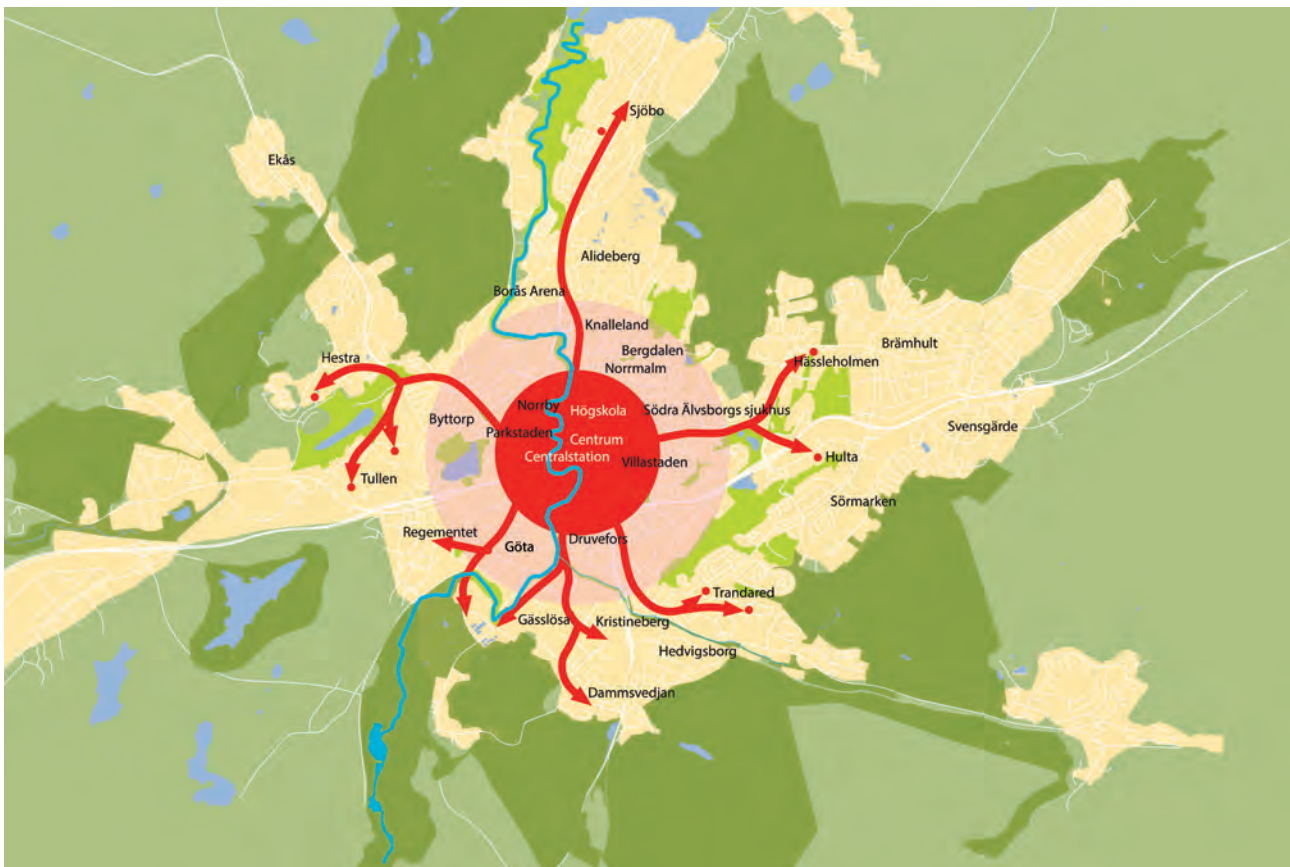 Sjöbo
Ekås
Alideberg
Borås Arena
Knalleland
Bergdalen
Norrmalm
Brämhult
Hässleholmen
Hestra
Norrby
Högskola
Södra Älvsborgs sjukhus
Byttorp
Parkstaden
Centrum
Centralstation
Villastaden
Svensgärde
Hulta
Tullen
Sörmarken
Regementet
Göta
Druvefors
Trandared
Gässlösa
Kristineberg
Hedvigsborg
Dammsvedjan